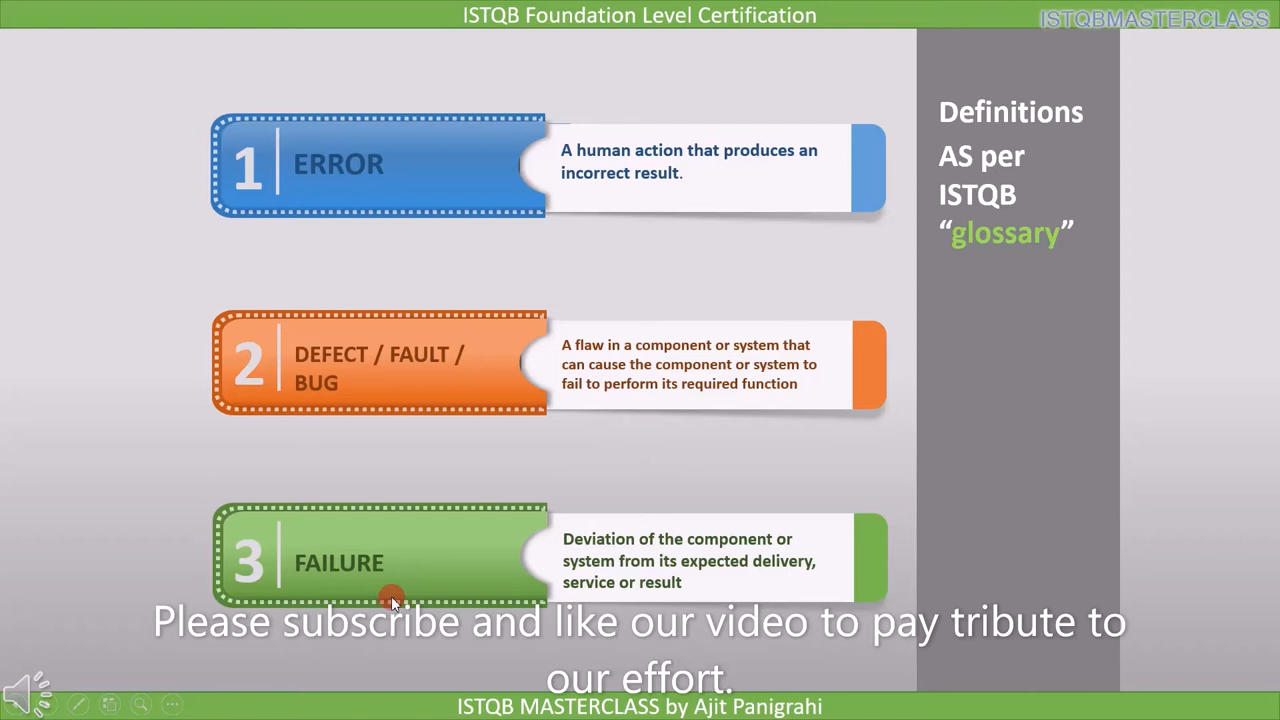 ISTQB Foundation Level Certification
ISTQBMASTERCLASS
Definitions
AS per
ISTQB
“glossary”
1
ERROR
A human action that produces an
incorrect result.
2
DEFECT / FAULT /
BUG
A flaw in a component or system that
can cause the component or system to
fail to perform its required function
3
FAILURE
Deviation of the component or
system from its expected delivery,
service or result
Please subscribe and like our video to pay tribute to
our effort.
ISTQB MASTERCLASS by Ajit Panigrahi